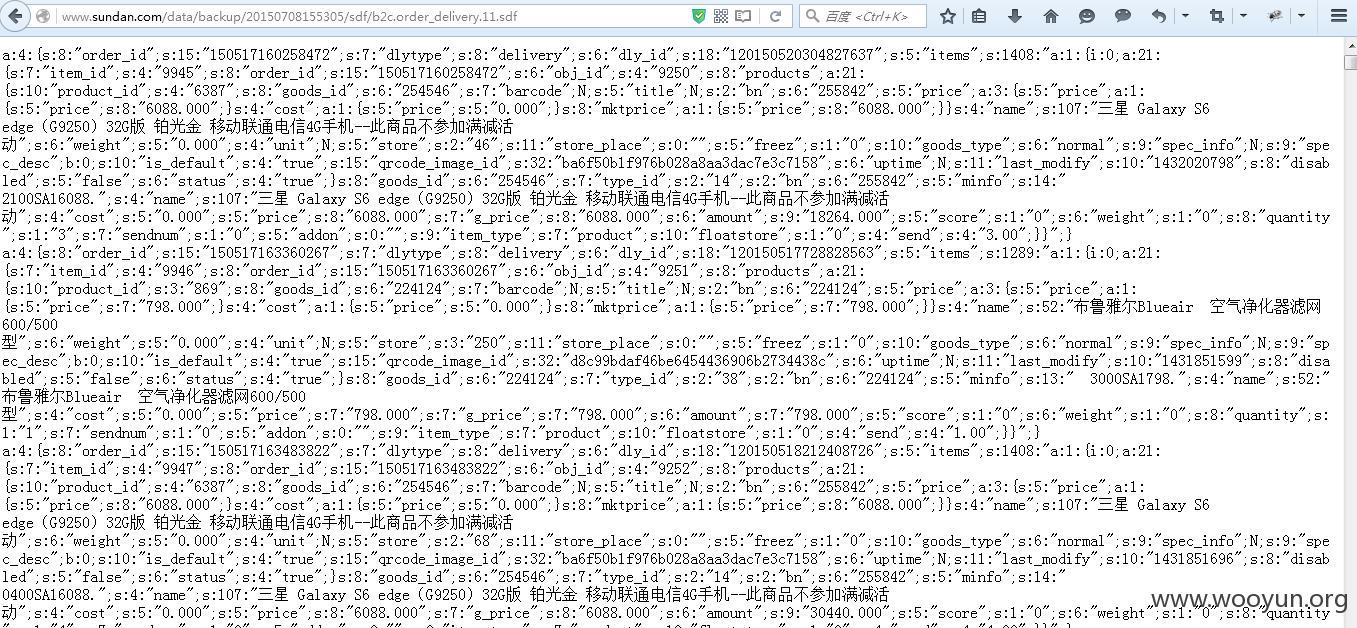 www.sundan.com/data/backup/20150708155305/sdf/b2c.order_delivery.11.sdf
百度 <Ctrl+K>
a:4:{s:8:"order_id";s:15:"150517160258472";s:7:"dlytype";s:8:"delivery";s:6:"dly_id";s:18:"120150520304827637";s:5:"items";s:1408:"a:1:{i:0;a:21:
{s:7:"item_id";s:4:"9945";s:8:"order_id";s:15:"150517160258472";s:6:"obj_id";s:4:"9250";s:8:"products";a:21:
{s:10:"product_id";s:4:"6387";s:8:"goods_id";s:6:"254546";s:7:"barcode";N;s:5:"title";N;s:2:"bn";s:6:"255842";s:5:"price";a:3:{s:5:"price";a:1:
{s:5:"price";s:8:"6088.000";}s:4:"cost";a:1:{s:5:"price";s:5:"0.000";}s:8:"mktprice";a:1:{s:5:"price";s:8:"6088.000";}}s:4:"name";s:107:"三星 Galaxy S6
edge (G9250) 32G版 铂光金 移动联通电信4G手机--此商品不参加满减活
动";s:6:"weight";s:5:"0.000";s:4:"unit";N;s:5:"store";s:2:"46";s:11:"store_place";s:0:"";s:5:"freez";s:1:"0";s:10:"goods_type";s:6:"normal";s:9:"spec_info";N;s:9:"spe
c_desc";b:0;s:10:"is_default";s:4:"true";s:15:"qrcode_image_id";s:32:"ba6f50b1f976b028a8aa3dac7e3c7158";s:6:"uptime";N;s:11:"last_modify";s:10:"1432020798";s:8:"disab
led";s:5:"false";s:6:"status";s:4:"true";}s:8:"goods_id";s:6:"254546";s:7:"type_id";s:2:"14";s:2:"bn";s:6:"255842";s:5:"minfo";s:14:"
2100SA16088.";s:4:"name";s:107:"三星 Galaxy S6 edge (G9250) 32G版 铂光金 移动联通电信4G手机--此商品不参加满减活
动";s:4:"cost";s:5:"0.000";s:5:"price";s:8:"6088.000";s:7:"g_price";s:8:"6088.000";s:6:"amount";s:9:"18264.000";s:5:"score";s:1:"0";s:6:"weight";s:1:"0";s:8:"quantity
";s:1:"3";s:7:"sendnum";s:1:"0";s:5:"addon";s:0:"";s:9:"item_type";s:7:"product";s:10:"floatstore";s:1:"0";s:4:"send";s:4:"3.00";}}";}
a:4:{s:8:"order_id";s:15:"150517163360267";s:7:"dlytype";s:8:"delivery";s:6:"dly_id";s:18:"120150517728828563";s:5:"items";s:1289:"a:1:{i:0;a:21:
{s:7:"item_id";s:4:"9946";s:8:"order_id";s:15:"150517163360267";s:6:"obj_id";s:4:"9251";s:8:"products";a:21:
{s:10:"product_id";s:3:"869";s:8:"goods_id";s:6:"224124";s:7:"barcode";N;s:5:"title";N;s:2:"bn";s:6:"224124";s:5:"price";a:3:{s:5:"price";a:1:
{s:5:"price";s:7:"798.000";}s:4:"cost";a:1:{s:5:"price";s:5:"0.000";}s:8:"mktprice";a:1:{s:5:"price";s:7:"798.000";}}s:4:"name";s:52:"布鲁雅尔Blueair  空气净化器滤网
600/500
型";s:6:"weight";s:5:"0.000";s:4:"unit";N;s:5:"store";s:3:"250";s:11:"store_place";s:0:"";s:5:"freez";s:1:"0";s:10:"goods_type";s:6:"normal";s:9:"spec_info";N;s:9:"sp
ec_desc";b:0;s:10:"is_default";s:4:"true";s:15:"qrcode_image_id";s:32:"d8c99bdaf46be6454436906b2734438c";s:6:"uptime";N;s:11:"last_modify";s:10:"1431851599";s:8:"disa
bled";s:5:"false";s:6:"status";s:4:"true";}s:8:"goods_id";s:6:"224124";s:7:"type_id";s:2:"38";s:2:"bn";s:6:"224124";s:5:"minfo";s:13:"  3000SA1798.";s:4:"name";s:52:"
布鲁雅尔Blueair  空气净化器滤网600/500
型";s:4:"cost";s:5:"0.000";s:5:"price";s:7:"798.000";s:7:"g_price";s:7:"798.000";s:6:"amount";s:7:"798.000";s:5:"score";s:1:"0";s:6:"weight";s:1:"0";s:8:"quantity";s:
1:"1";s:7:"sendnum";s:1:"0";s:5:"addon";s:0:"";s:9:"item_type";s:7:"product";s:10:"floatstore";s:1:"0";s:4:"send";s:4:"1.00";}}";}
a:4:{s:8:"order_id";s:15:"150517163483822";s:7:"dlytype";s:8:"delivery";s:6:"dly_id";s:18:"120150518212408726";s:5:"items";s:1408:"a:1:{i:0;a:21:
{s:7:"item_id";s:4:"9947";s:8:"order_id";s:15:"150517163483822";s:6:"obj_id";s:4:"9252";s:8:"products";a:21:
{s:10:"product_id";s:4:"6387";s:8:"goods_id";s:6:"254546";s:7:"barcode";N;s:5:"title";N;s:2:"bn";s:6:"255842";s:5:"price";a:3:{s:5:"price";a:1:
{s:5:"price";s:8:"6088.000";}s:4:"cost";a:1:{s:5:"price";s:5:"0.000";}s:8:"mktprice";a:1:{s:5:"price";s:8:"6088.000";}}s:4:"name";s:107:"三星 Galaxy S6
edge (G9250) 32G版 铂光金 移动联通电信4G手机--此商品不参加满减活
动";s:6:"weight";s:5:"0.000";s:4:"unit";N;s:5:"store";s:2:"68";s:11:"store_place";s:0:"";s:5:"freez";s:1:"0";s:10:"goods_type";s:6:"normal";s:9:"spec_info";N;s:9:"spe
c_desc";b:0;s:10:"is_default";s:4:"true";s:15:"qrcode_image_id";s:32:"ba6f50b1f976b028a8aa3dac7e3c7158";s:6:"uptime";N;s:11:"last_modify";s:10:"1431851696";s:8:"disab
led";s:5:"false";s:6:"status";s:4:"true";}s:8:"goods_id";s:6:"254546";s:7:"type_id";s:2:"14";s:2:"bn";s:6:"255842";s:5:"minfo";s:14:"
0400SA16088.";s:4:"name";s:107:"三星 Galaxy S6 edge (G9250) 32G版 铂光金 移动联通电信4G手机--此商品不参加满减活
动";s:4:"cost";s:5:"0.000";s:5:"price";s:8:"6088.000";s:7:"g_price";s:8:"6088.000";s:6:"amount";s:9:"30440.000";s:5:"score";s:1:"0";s:6:"weight";s:1:"0";s:8:"quantity
www.wooyun.org